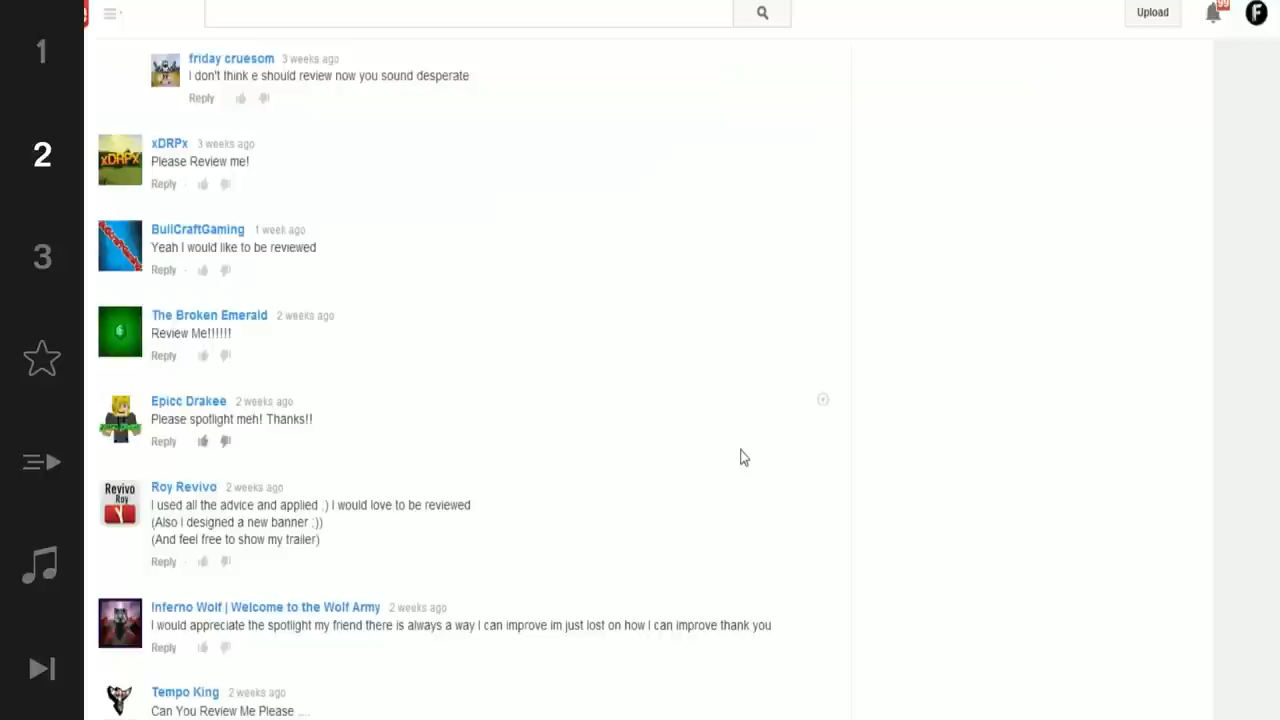 Upload
99
F
1
2
3
friday cruesom 3 weeks ago
I don't think e should review now you sound desperate
Reply
xDRPx 3 weeks ago
xDRPX
Please Review me!
Reply
BuilCraftGaming 1 week ago
Yeah I would like to be reviewed
Reply
The Broken Emerald 2 weeks ago
Review Me!!!!!!
Reply
Epicc Drakee 2 weeks ago
Please spotlight meh! Thanks!!
Reply
Roy Revivo 2 weeks ago
Revivo
Roy
I used all the advice and applied :) I would love to be reviewed
(Also I designed a new banner :))
(And feel free to show my trailer)
Reply
Inferno Wolf | Welcome to the Wolf Army 2 weeks ago
I would appreciate the spotlight my friend there is always a way I can improve im just lost on how I can improve thank you
Reply
Tempo King 2 weeks ago
Can You Review Me Please ....